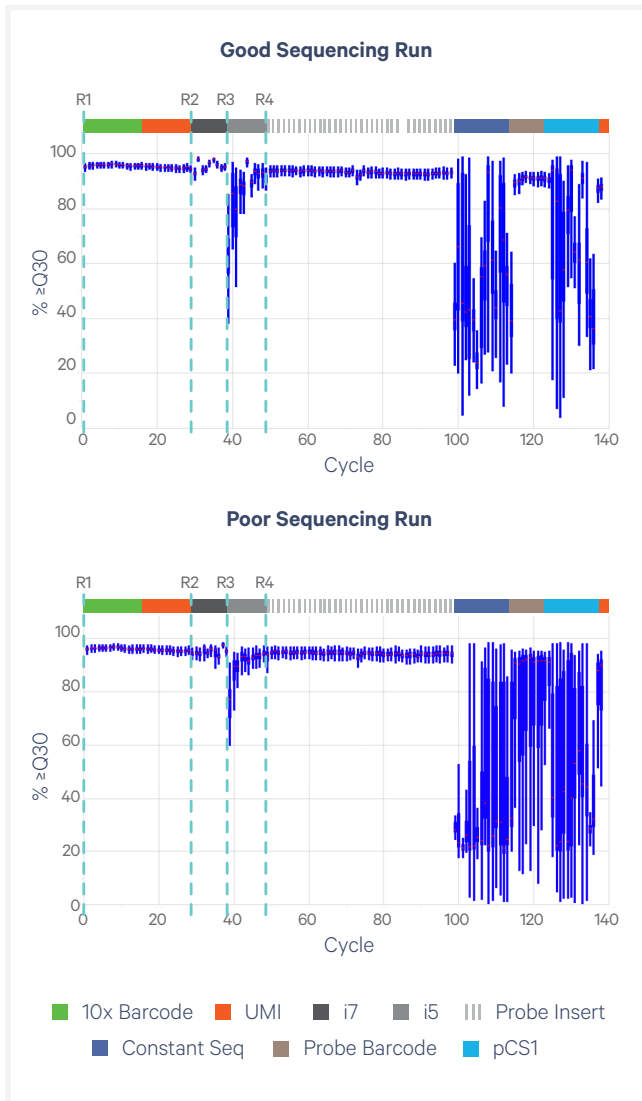 Good Sequencing Run
R1 R2 R3 R4
100
80
60
40
20
0
% ≥Q30
0 20 40 60 80 100 120 140
Cycle
Poor Sequencing Run
R1 R2 R3 R4
100
80
60
40
20
0
% ≥Q30
0 20 40 60 80 100 120 140
Cycle
10x Barcode UMI i7 i5 Probe Insert
Constant Seq Probe Barcode pCS1